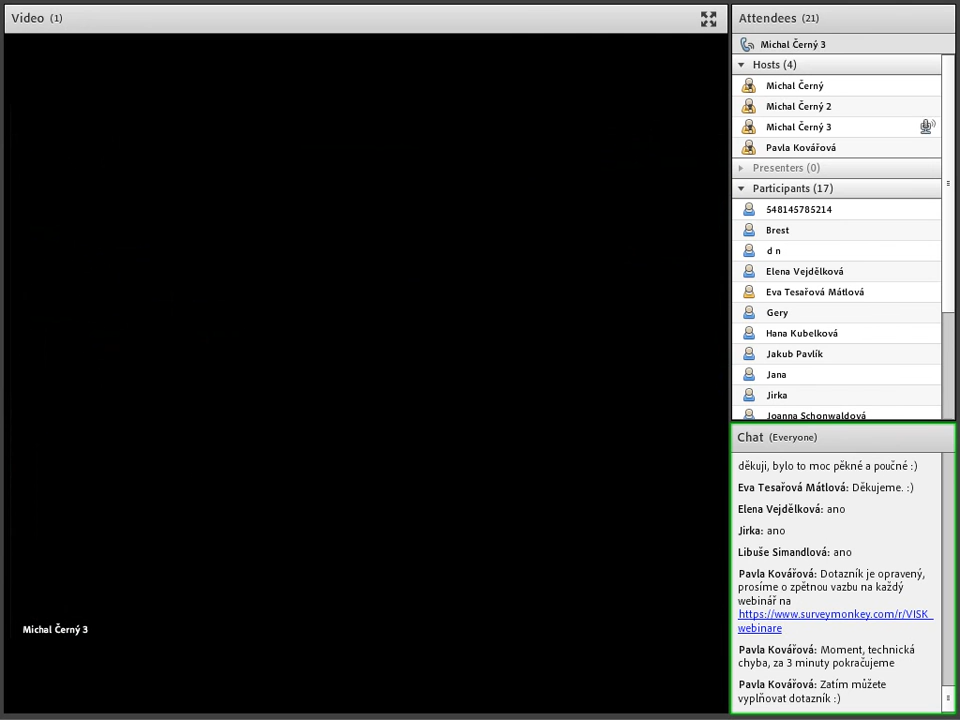 Video (1)
Michal Černý 3
Attendees (21)
Michal Černý 3
Hosts (4)
Michal Černý
Michal Černý 2
Michal Černý 3
Pavla Kovářová
Presenters (0)
Participants (17)
548145785214
Brest
d n
Elena Vejdělková
Eva Tesařová Mátlová
Gery
Hana Kubelková
Jakub Pavlík
Jana
Jirka
Joanna Schonwaldová
Chat (Everyone)
děkuji, bylo to moc pěkné a poučné :)
Eva Tesařová Mátlová: Děkujeme. :)
Elena Vejdělková: ano
Jirka: ano
Libuše Simandlová: ano
Pavla Kovářová: Dotazník je opravený,
prosíme o zpětnou vazbu na každý
webinář na
https://www.surveymonkey.com/r/VISK_
webinare
Pavla Kovářová: Moment, technická
chyba, za 3 minuty pokračujeme
Pavla Kovářová: Zatím můžete
vyplňovat dotazník :)